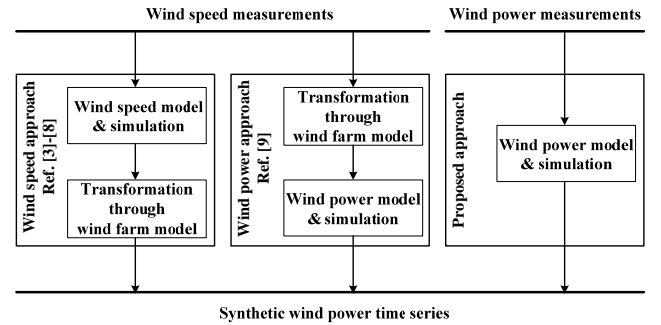 Wind speed measurements
Wind power measurements
Wind speed approach
Ref. [3]-[8]
Wind speed model
& simulation
Transformation
through
wind farm model
Wind power approach
Ref. [9]
Transformation
through
wind farm model
Wind power model
& simulation
Proposed approach
Wind power model
& simulation
Synthetic wind power time series